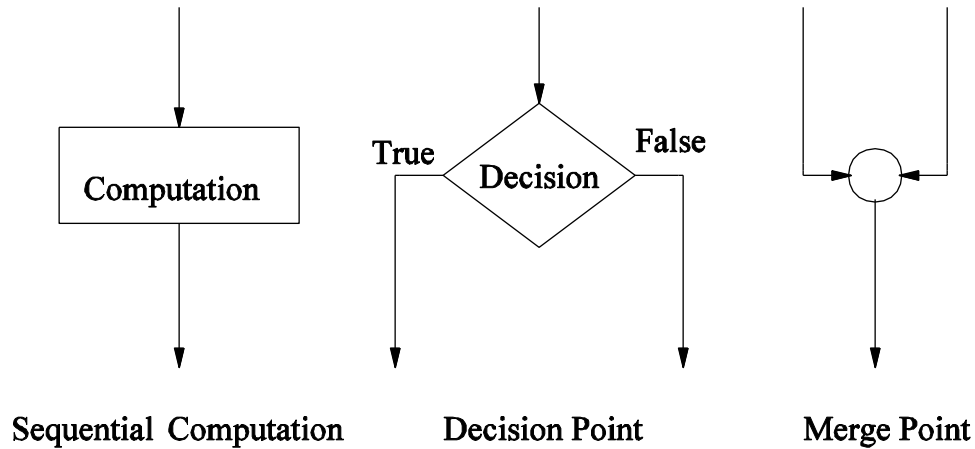 True
False
Computation
Decision
Sequential Computation
Decision Point
Merge Point